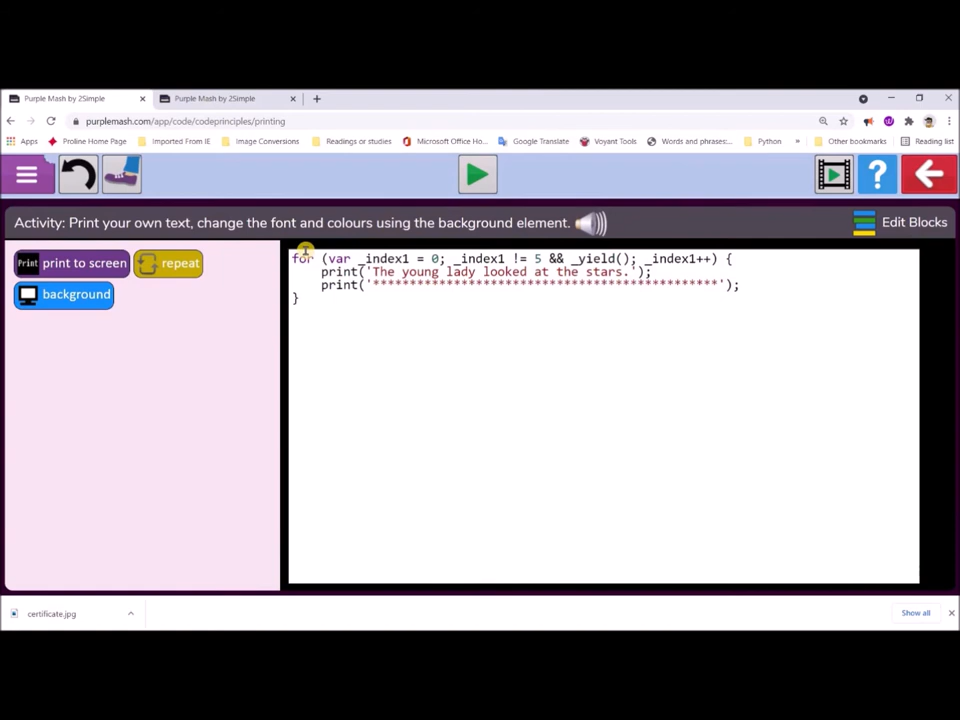 Purple Mash by 2Simple
Purple Mash by 2Simple
purplemash.com/app/code/codeprinciples/printing
Apps Proline Home Page Imported From IE Image Conversions Readings or studies Microsoft Office Ho... Google Translate Voyant Tools Words and phrases:... Python » Other bookmarks Reading list
Activity: Print your own text, change the font and colours using the background element. Edit Blocks
Print print to screen repeat
background
for (var _index1 = 0; _index1 != 5 && _yield(); _index1++) {
print('The young lady looked at the stars.');
print('***********************************************');
}
certificate.jpg Show all